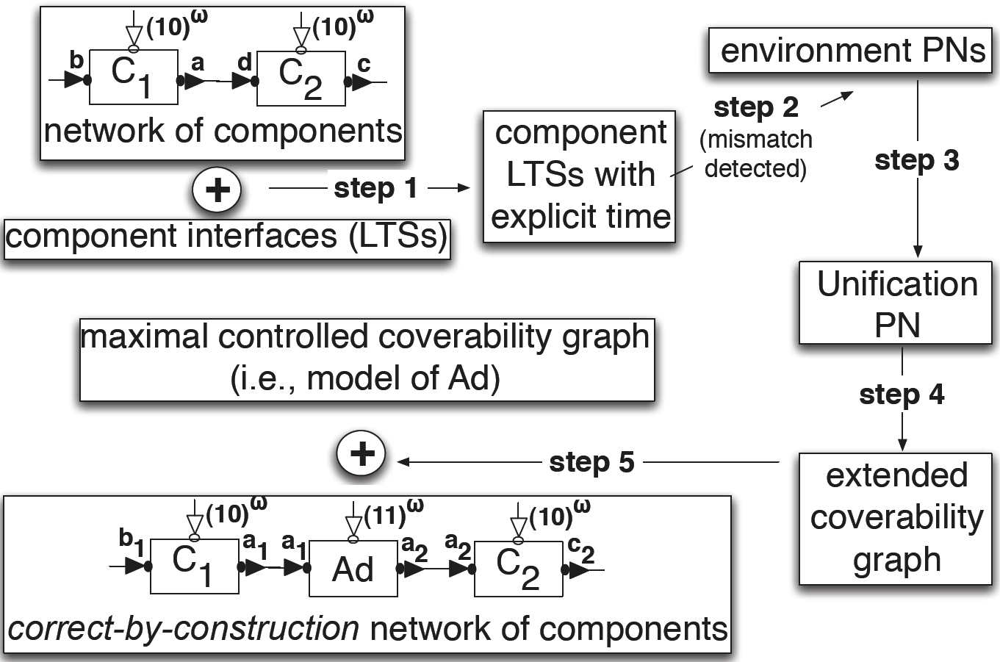 (10)ω (10)ω
b C1 a d C2 c
network of components
+
component interfaces (LTSs)
step 1
component
LTSs with
explicit time
step 2
(mismatch
detected)
environment PNs
step 3
Unification
PN
step 4
extended
coverability
graph
step 5
maximal controlled coverability graph
(i.e., model of Ad)
+
(10)ω (11)ω (10)ω
b1 C1 a1 a1 Ad a2 a2 C2 c2
correct-by-construction network of components